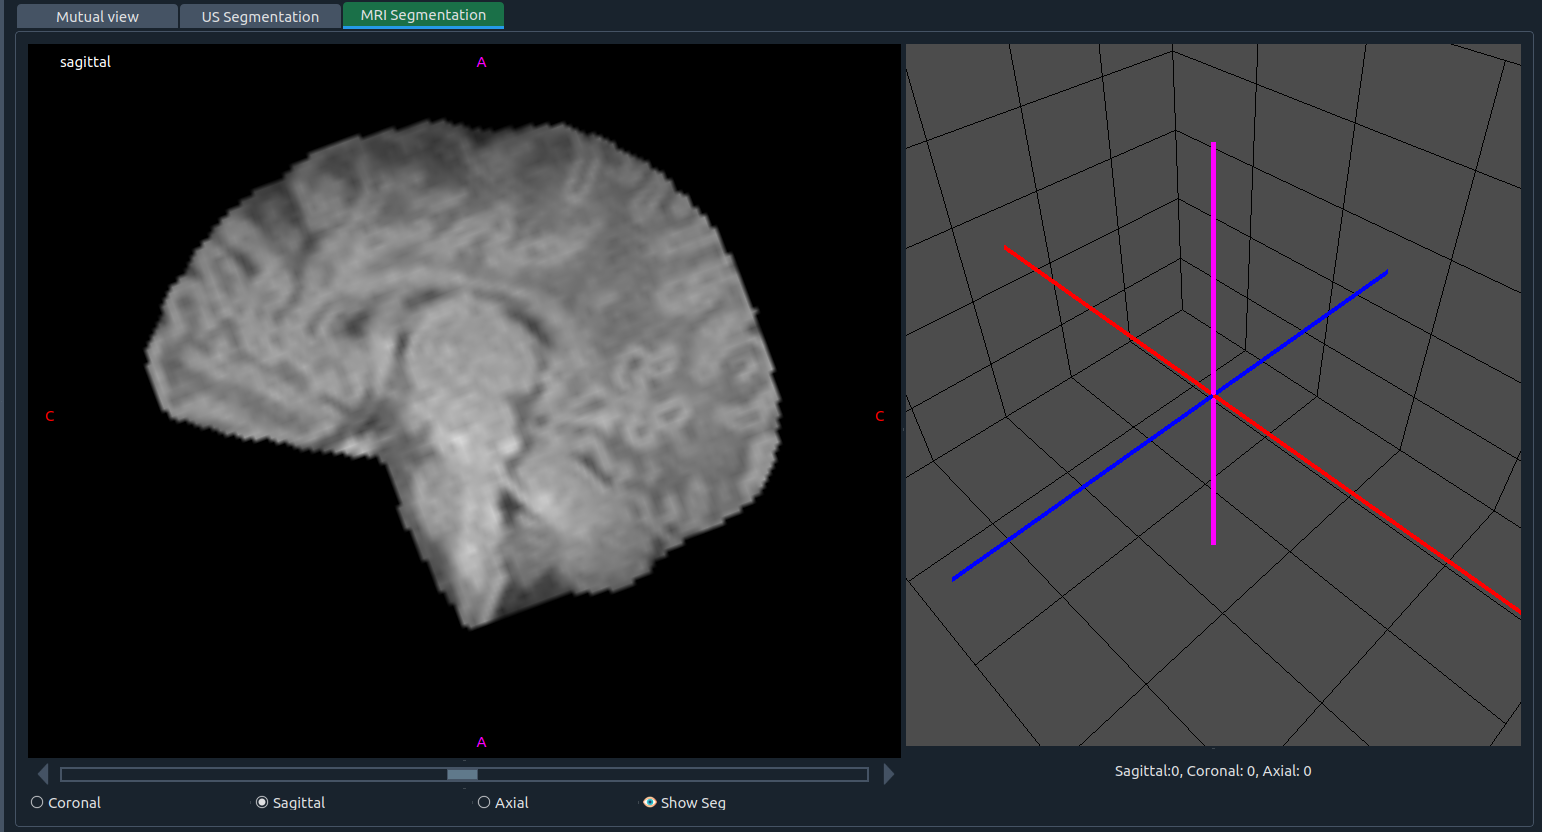 Mutual view
US Segmentation
MRI Segmentation
sagittal
A
C
C
A
Sagittal:0, Coronal: 0, Axial: 0
Coronal
Sagittal
Axial
Show Seg